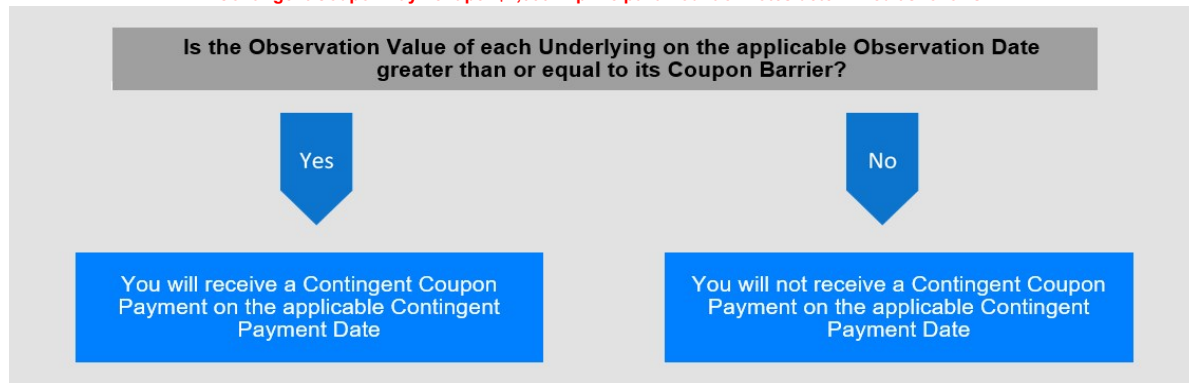 Is the Observation Value of each Underlying on the applicable Observation Date
greater than or equal to its Coupon Barrier?
Yes
No
You will receive a Contingent Coupon
Payment on the applicable Contingent
Payment Date
You will not receive a Contingent Coupon
Payment on the applicable Contingent
Payment Date